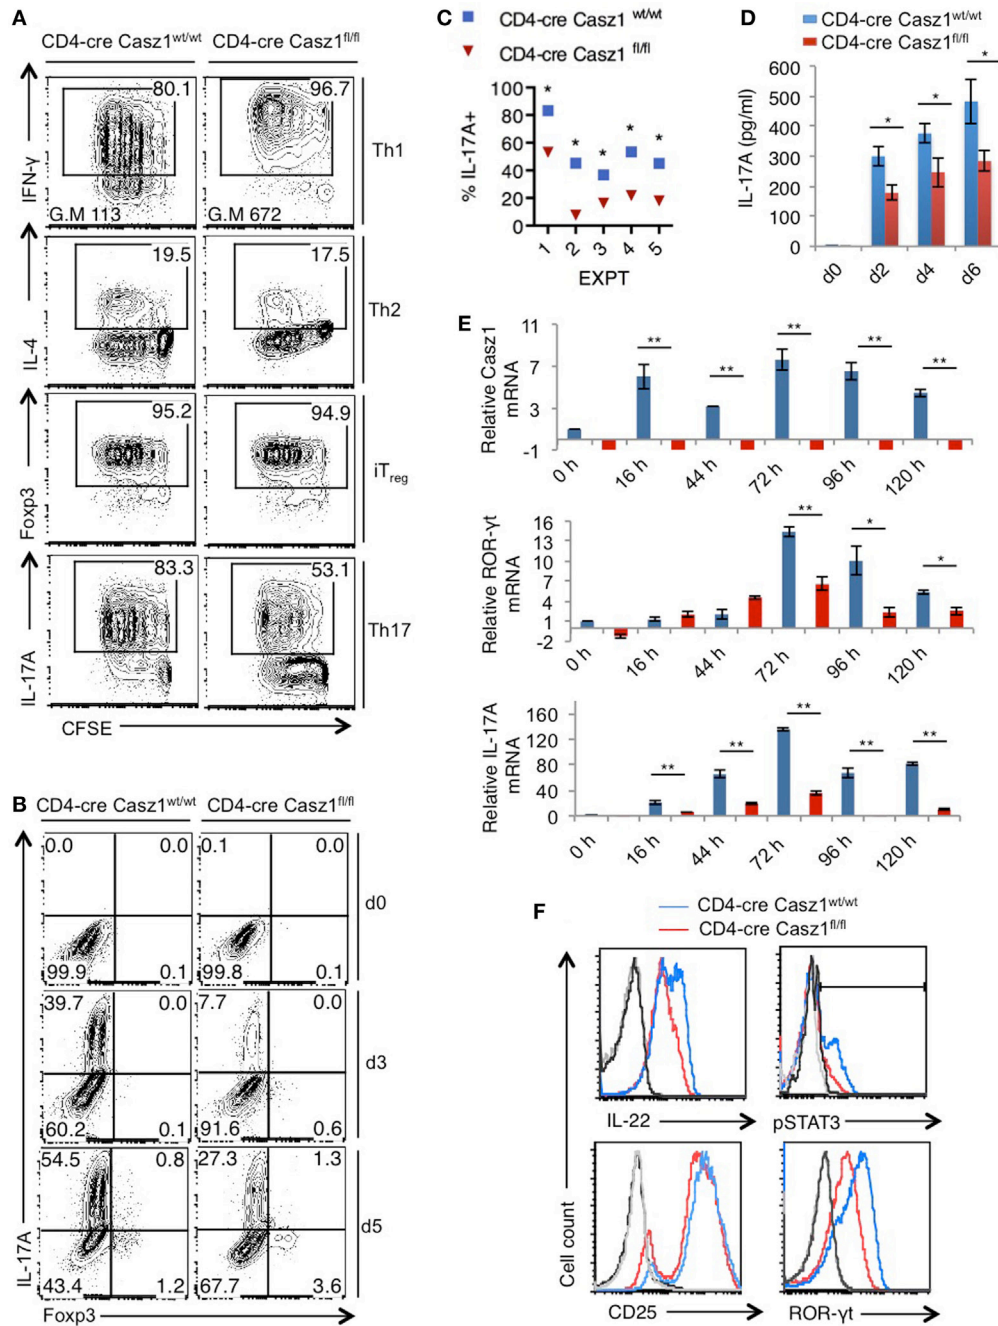 A
CD4-cre Casz1wt/wt CD4-cre Casz1fl/fl
80.1 96.7
IFN-γ
G.M 113 G.M 672
Th1
19.5 17.5
IL-4
Th2
95.2 94.9
Foxp3
iTreg
83.3 53.1
IL-17A
Th17
CFSE
B
CD4-cre Casz1wt/wt CD4-cre Casz1fl/fl
0.0 0.0 0.1 0.0
99.9 0.1 99.8 0.1
d0
39.7 0.0 7.7 0.0
60.2 0.1 91.6 0.6
d3
54.5 0.8 27.3 1.3
43.4 1.2 67.7 3.6
d5
IL-17A
Foxp3
C
CD4-cre Casz1 wt/wt
CD4-cre Casz1 fl/fl
% IL-17A+
100
80
60
40
20
0
* * * * *
1 2 3 4 5
EXPT
D
CD4-cre Casz1wt/wt
CD4-cre Casz1fl/fl
IL-17A (pg/ml)
600
500
400
300
200
100
0
* * *
d0 d2 d4 d6
E
Relative Casz1
mRNA
11
7
3
-1
** ** ** ** **
0 h 16 h 44 h 72 h 96 h 120 h
Relative ROR-γt
mRNA
16
13
10
7
4
1
-2
** * *
0 h 16 h 44 h 72 h 96 h 120 h
Relative IL-17A
mRNA
160
120
80
40
0
** ** ** ** **
0 h 16 h 44 h 72 h 96 h 120 h
F
CD4-cre Casz1wt/wt
CD4-cre Casz1fl/fl
Cell count
IL-22 pSTAT3
CD25 ROR-γt